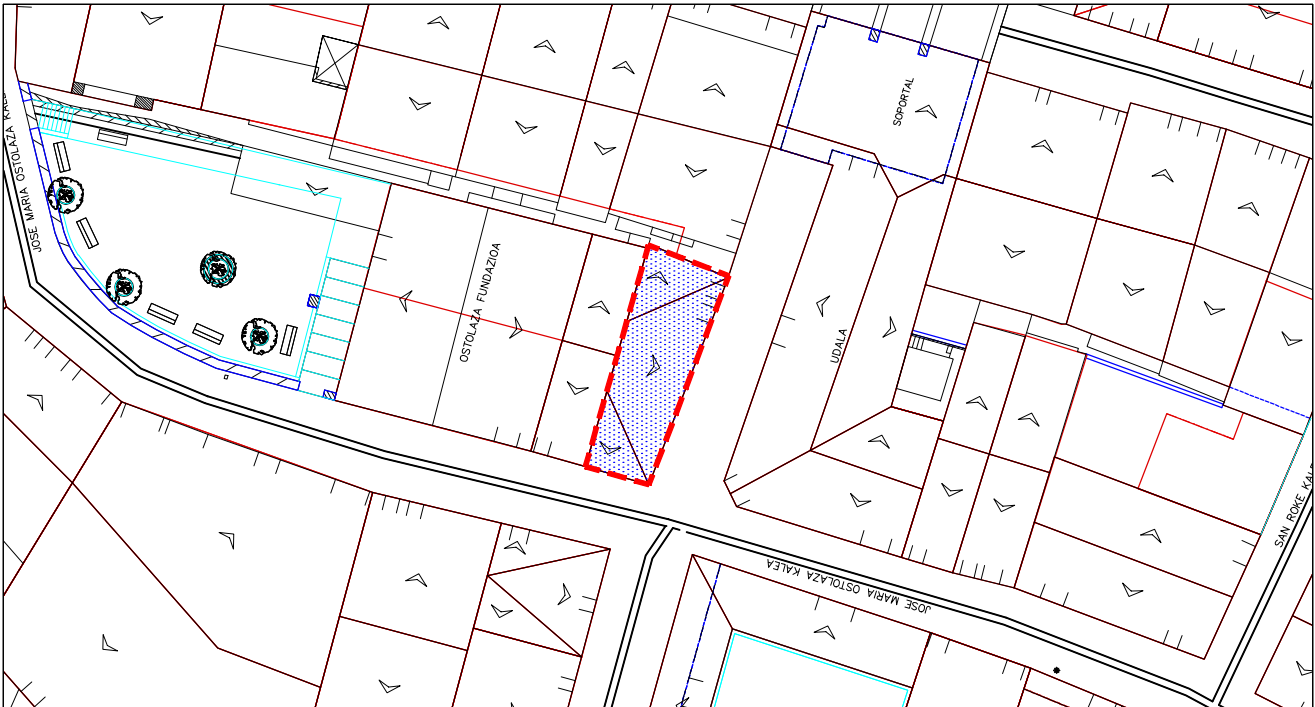 SOPORTAL
JOSE MARIA OSTOLAZA KALE
OSTOLAZA FUNDAZIOA
UDALA
JOSE MARIA OSTOLAZA KALEA
SAN ROKE KALE